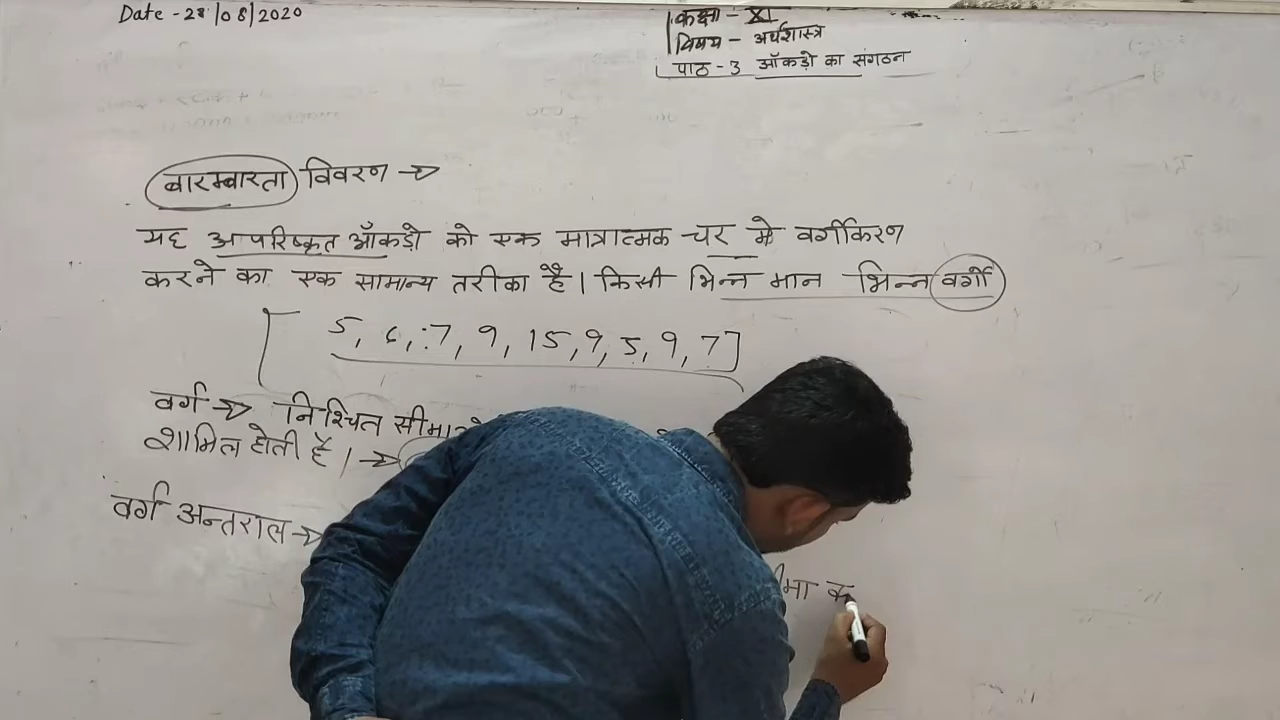 Date - 28/08/2020
कक्षा - XI
विषय - अर्थशास्त्र
पाठ - 3 आँकड़ो का संगठन
बारम्बारता विवरण →
यह अपरिष्कृत आँकड़ो को एक मात्रात्मक चर मे वर्गीकरण
करने का एक सामान्य तरीका है। किसी भिन्न मान भिन्न वर्गो
[ 5, 6, 7, 9, 15, 9, 5, 9, 7 ]
वर्ग → निश्चित
शामिल होती है। →
वर्ग अन्तराल →